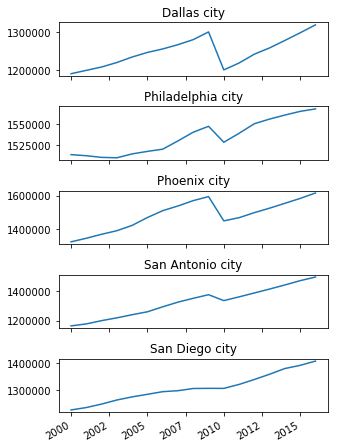 Dallas city
1300000
1200000
Philadelphia city
1550000
1525000
Phoenix city
1600000
1400000
San Antonio city
1400000
1200000
San Diego city
1400000
1300000
2000 2002 2005 2007 2010 2012 2015